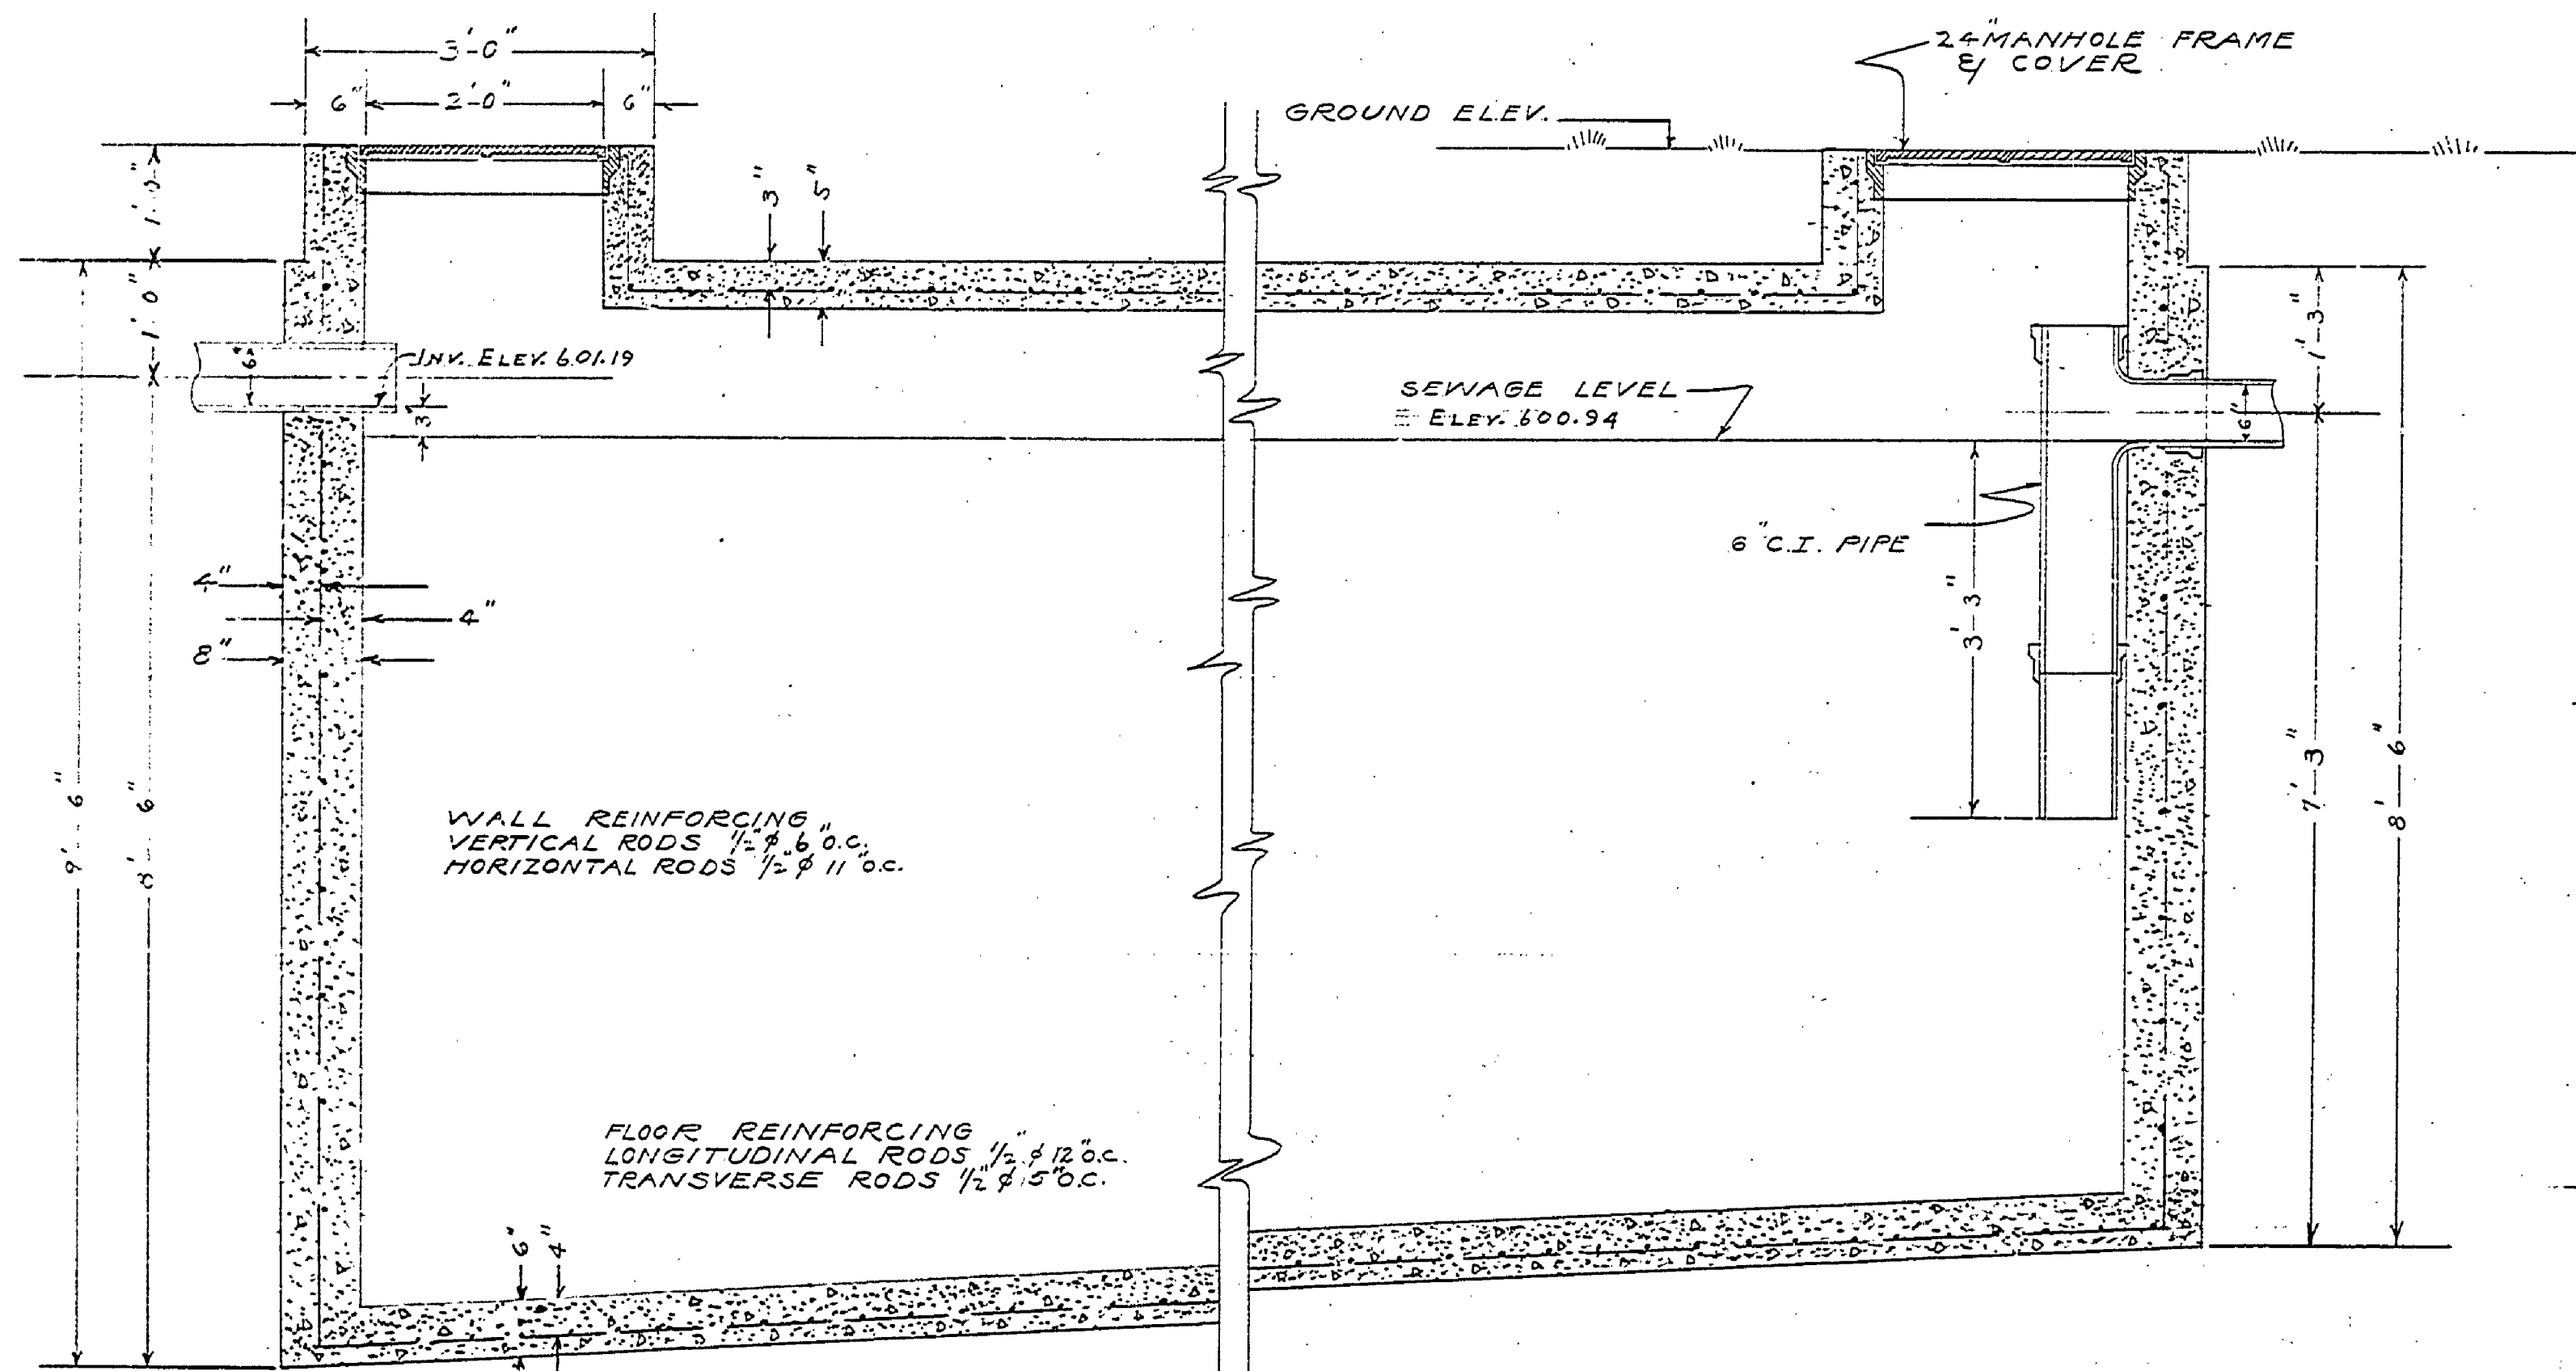 3'-0"
24" MANHOLE FRAME
& COVER
6" 2'-0" 6"
GROUND ELEV.
1'-0"
3" 5"
1'-0"
1'-3"
6" INV. ELEV. 601.19
3"
SEWAGE LEVEL
ELEV. 600.94
6"
6" C.I. PIPE
3'-3"
4"
4"
8"
9'-6"
8'-6"
7'-3"
8'-6"
WALL REINFORCING
VERTICAL RODS 1/2" φ 6" O.C.
HORIZONTAL RODS 1/2" φ 11" O.C.
FLOOR REINFORCING
LONGITUDINAL RODS 1/2" φ 12" O.C.
TRANSVERSE RODS 1/2" φ 5" O.C.
6" 4"